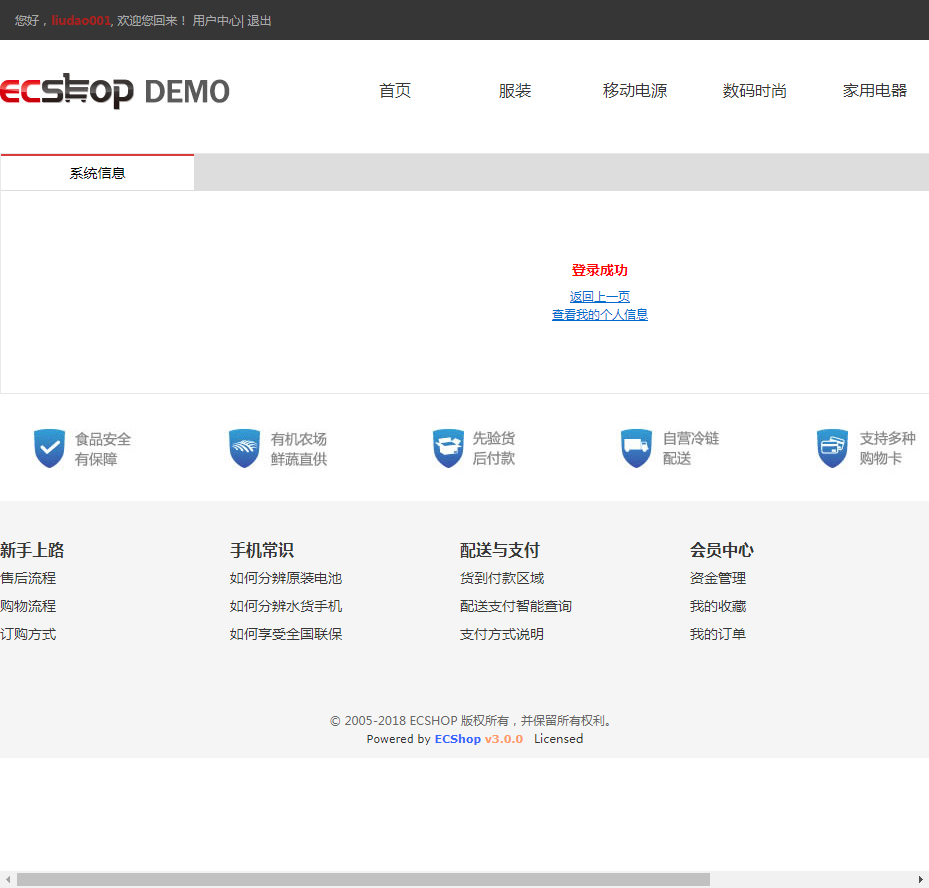 您好，liudao001, 欢迎您回来！ 用户中心| 退出
ECSHOP DEMO 首页 服装 移动电源 数码时尚 家用电器
系统信息
登录成功
返回上一页
查看我的个人信息
食品安全 有机农场 先验货 自营冷链 支持多种
有保障 鲜蔬直供 后付款 配送 购物卡
新手上路 手机常识 配送与支付 会员中心
售后流程 如何分辨原装电池 货到付款区域 资金管理
购物流程 如何分辨水货手机 配送支付智能查询 我的收藏
订购方式 如何享受全国联保 支付方式说明 我的订单
© 2005-2018 ECSHOP 版权所有，并保留所有权利。
Powered by ECShop v3.0.0 Licensed